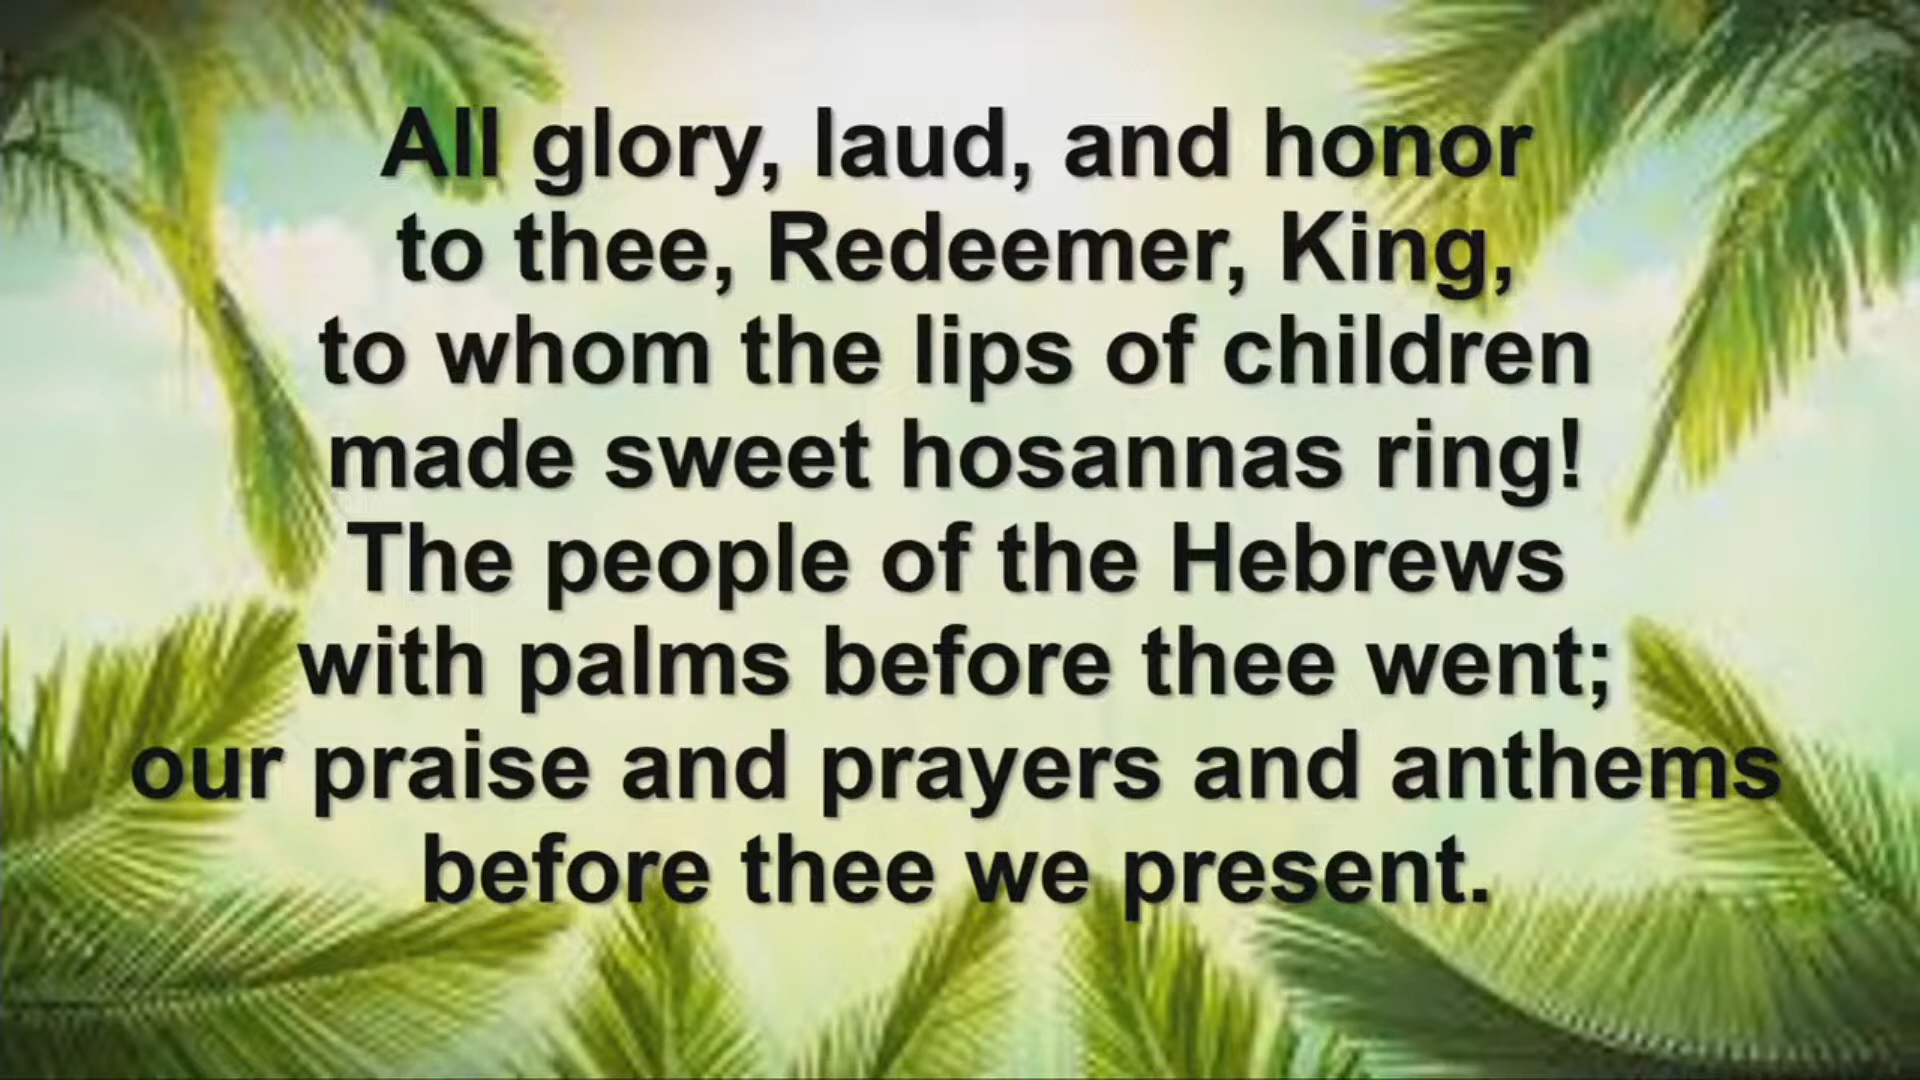 All glory, laud, and honor
to thee, Redeemer, King,
to whom the lips of children
made sweet hosannas ring!
The people of the Hebrews
with palms before thee went;
our praise and prayers and anthems
before thee we present.